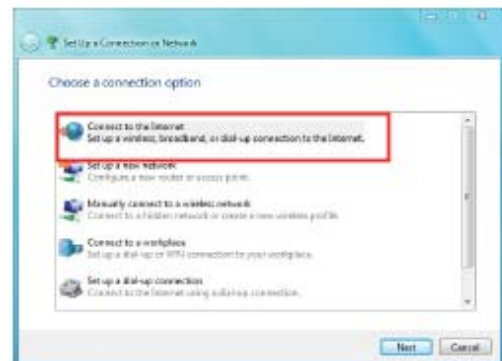 Set Up a Connection or Network
Choose a connection option
Connect to the Internet
Set up a wireless, broadband, or dial-up connection to the Internet.
Set up a new network
Configure a new router or access point.
Manually connect to a wireless network
Connect to a hidden network or create a new wireless profile.
Connect to a workplace
Set up a dial-up or VPN connection to your workplace.
Set up a dial-up connection
Connect to the Internet using a dial-up connection.
Next
Cancel